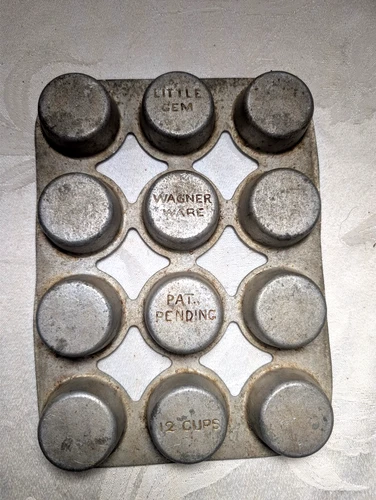 LITTLE
GEM
WAGNER
WARE
PAT.
PENDING
12 CUPS